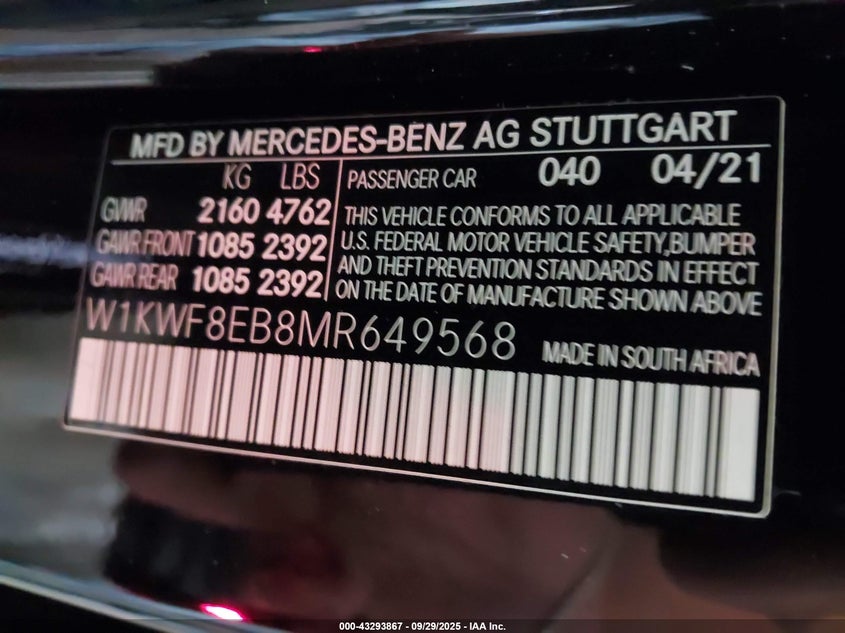 MFD BY MERCEDES-BENZ AG STUTTGART
KG LBS
GVWR 2160 4762
GAWR FRONT 1085 2392
GAWR REAR 1085 2392
PASSENGER CAR 040 04/21
THIS VEHICLE CONFORMS TO ALL APPLICABLE
U.S. FEDERAL MOTOR VEHICLE SAFETY,BUMPER
AND THEFT PREVENTION STANDARDS IN EFFECT
ON THE DATE OF MANUFACTURE SHOWN ABOVE
W1KWF8EB8MR649568 MADE IN SOUTH AFRICA
000-43293867 - 09/29/2025 - IAA Inc.